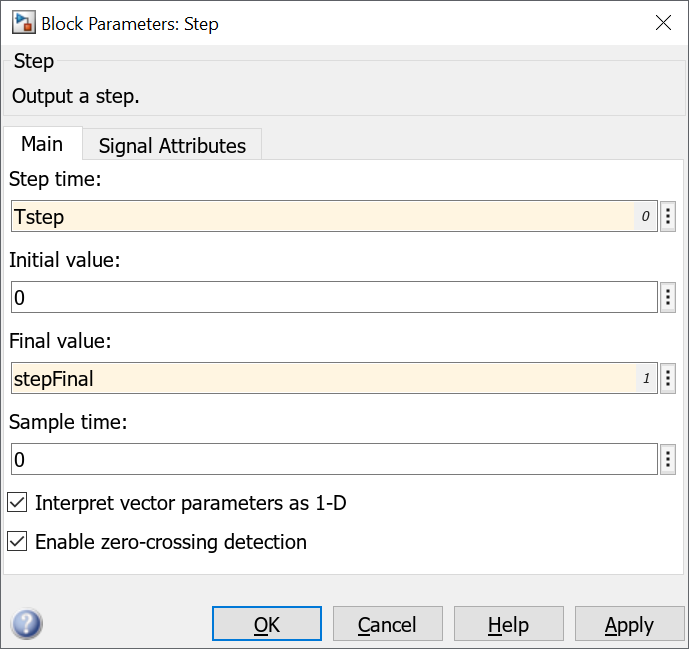 Block Parameters: Step
Step
Output a step.
Main
Signal Attributes
Step time:
Tstep 0
Initial value:
0
Final value:
stepFinal 1
Sample time:
0
Interpret vector parameters as 1-D
Enable zero-crossing detection
? OK Cancel Help Apply